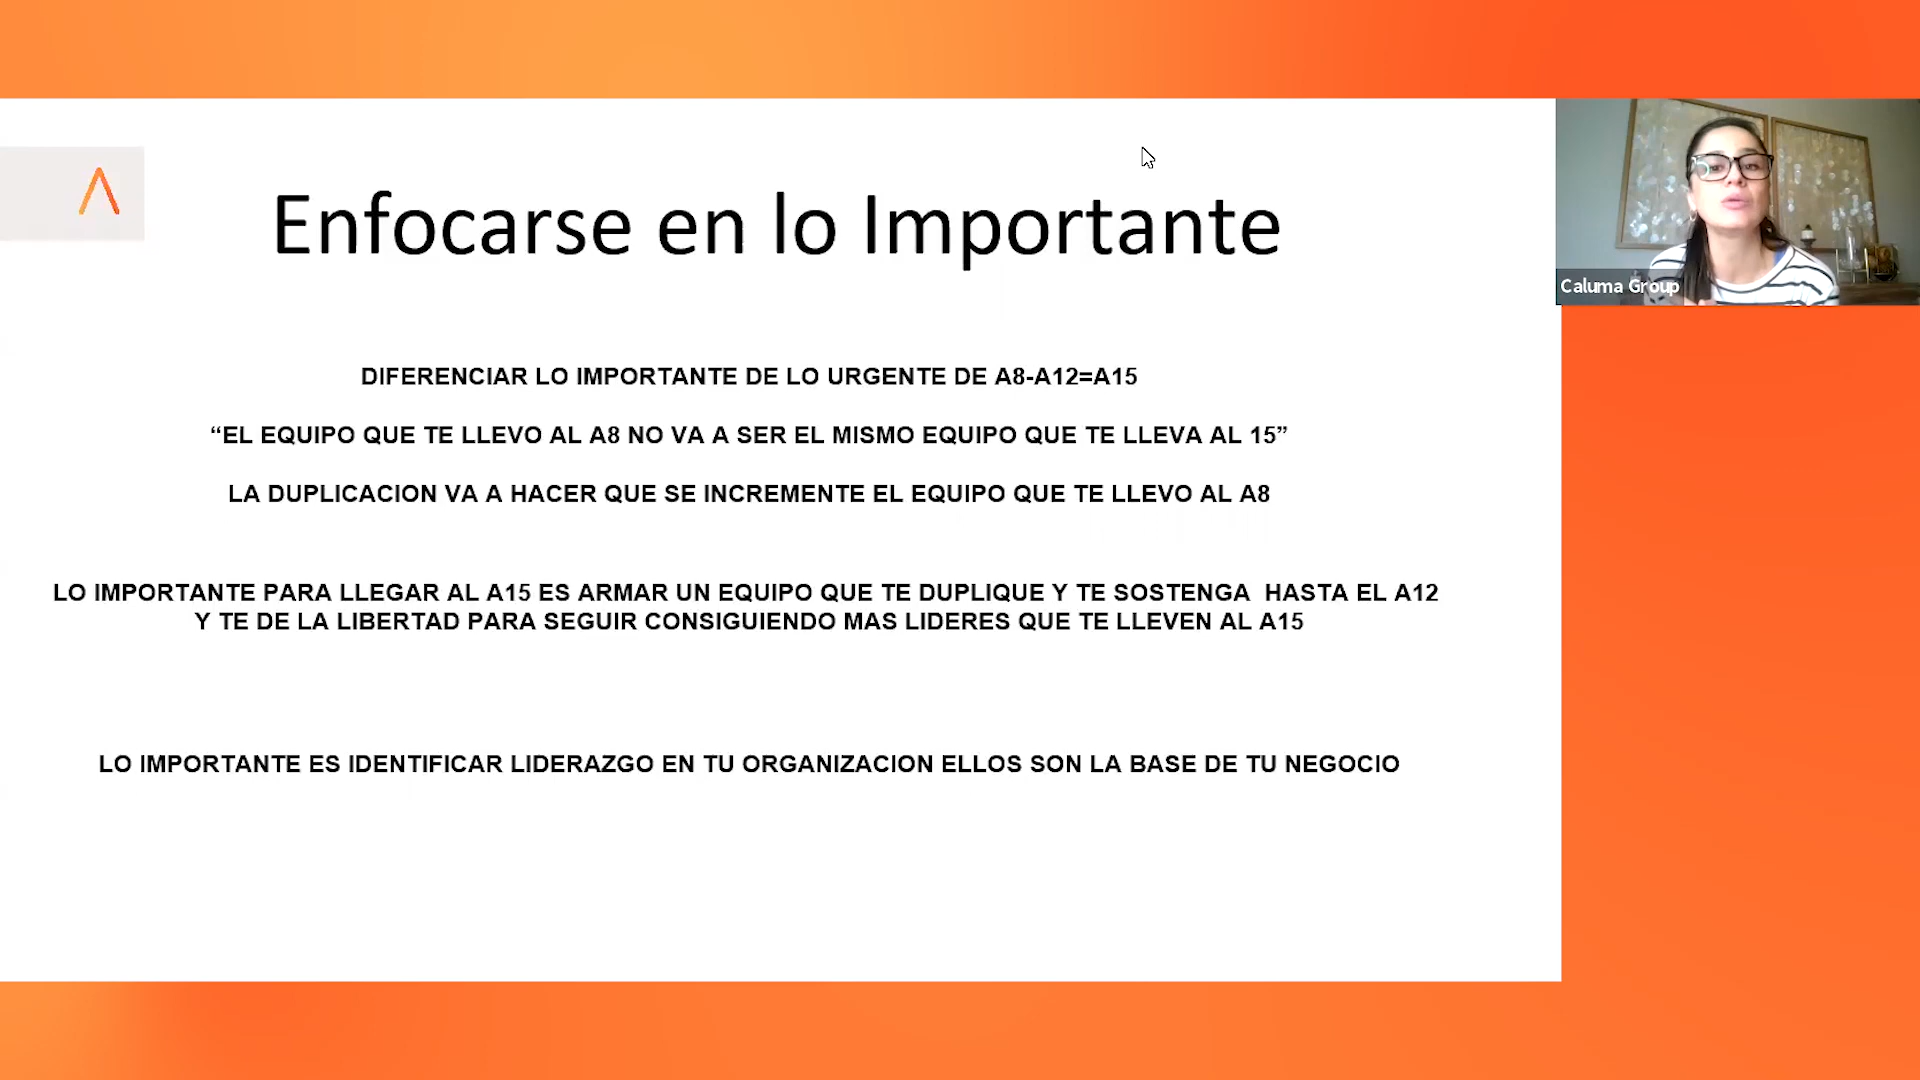 Enfocarse en lo Importante
Caluma Group
DIFERENCIAR LO IMPORTANTE DE LO URGENTE DE A8-A12=A15
“EL EQUIPO QUE TE LLEVO AL A8 NO VA A SER EL MISMO EQUIPO QUE TE LLEVA AL 15”
LA DUPLICACION VA A HACER QUE SE INCREMENTE EL EQUIPO QUE TE LLEVO AL A8
LO IMPORTANTE PARA LLEGAR AL A15 ES ARMAR UN EQUIPO QUE TE DUPLIQUE Y TE SOSTENGA HASTA EL A12
Y TE DE LA LIBERTAD PARA SEGUIR CONSIGUIENDO MAS LIDERES QUE TE LLEVEN AL A15
LO IMPORTANTE ES IDENTIFICAR LIDERAZGO EN TU ORGANIZACION ELLOS SON LA BASE DE TU NEGOCIO